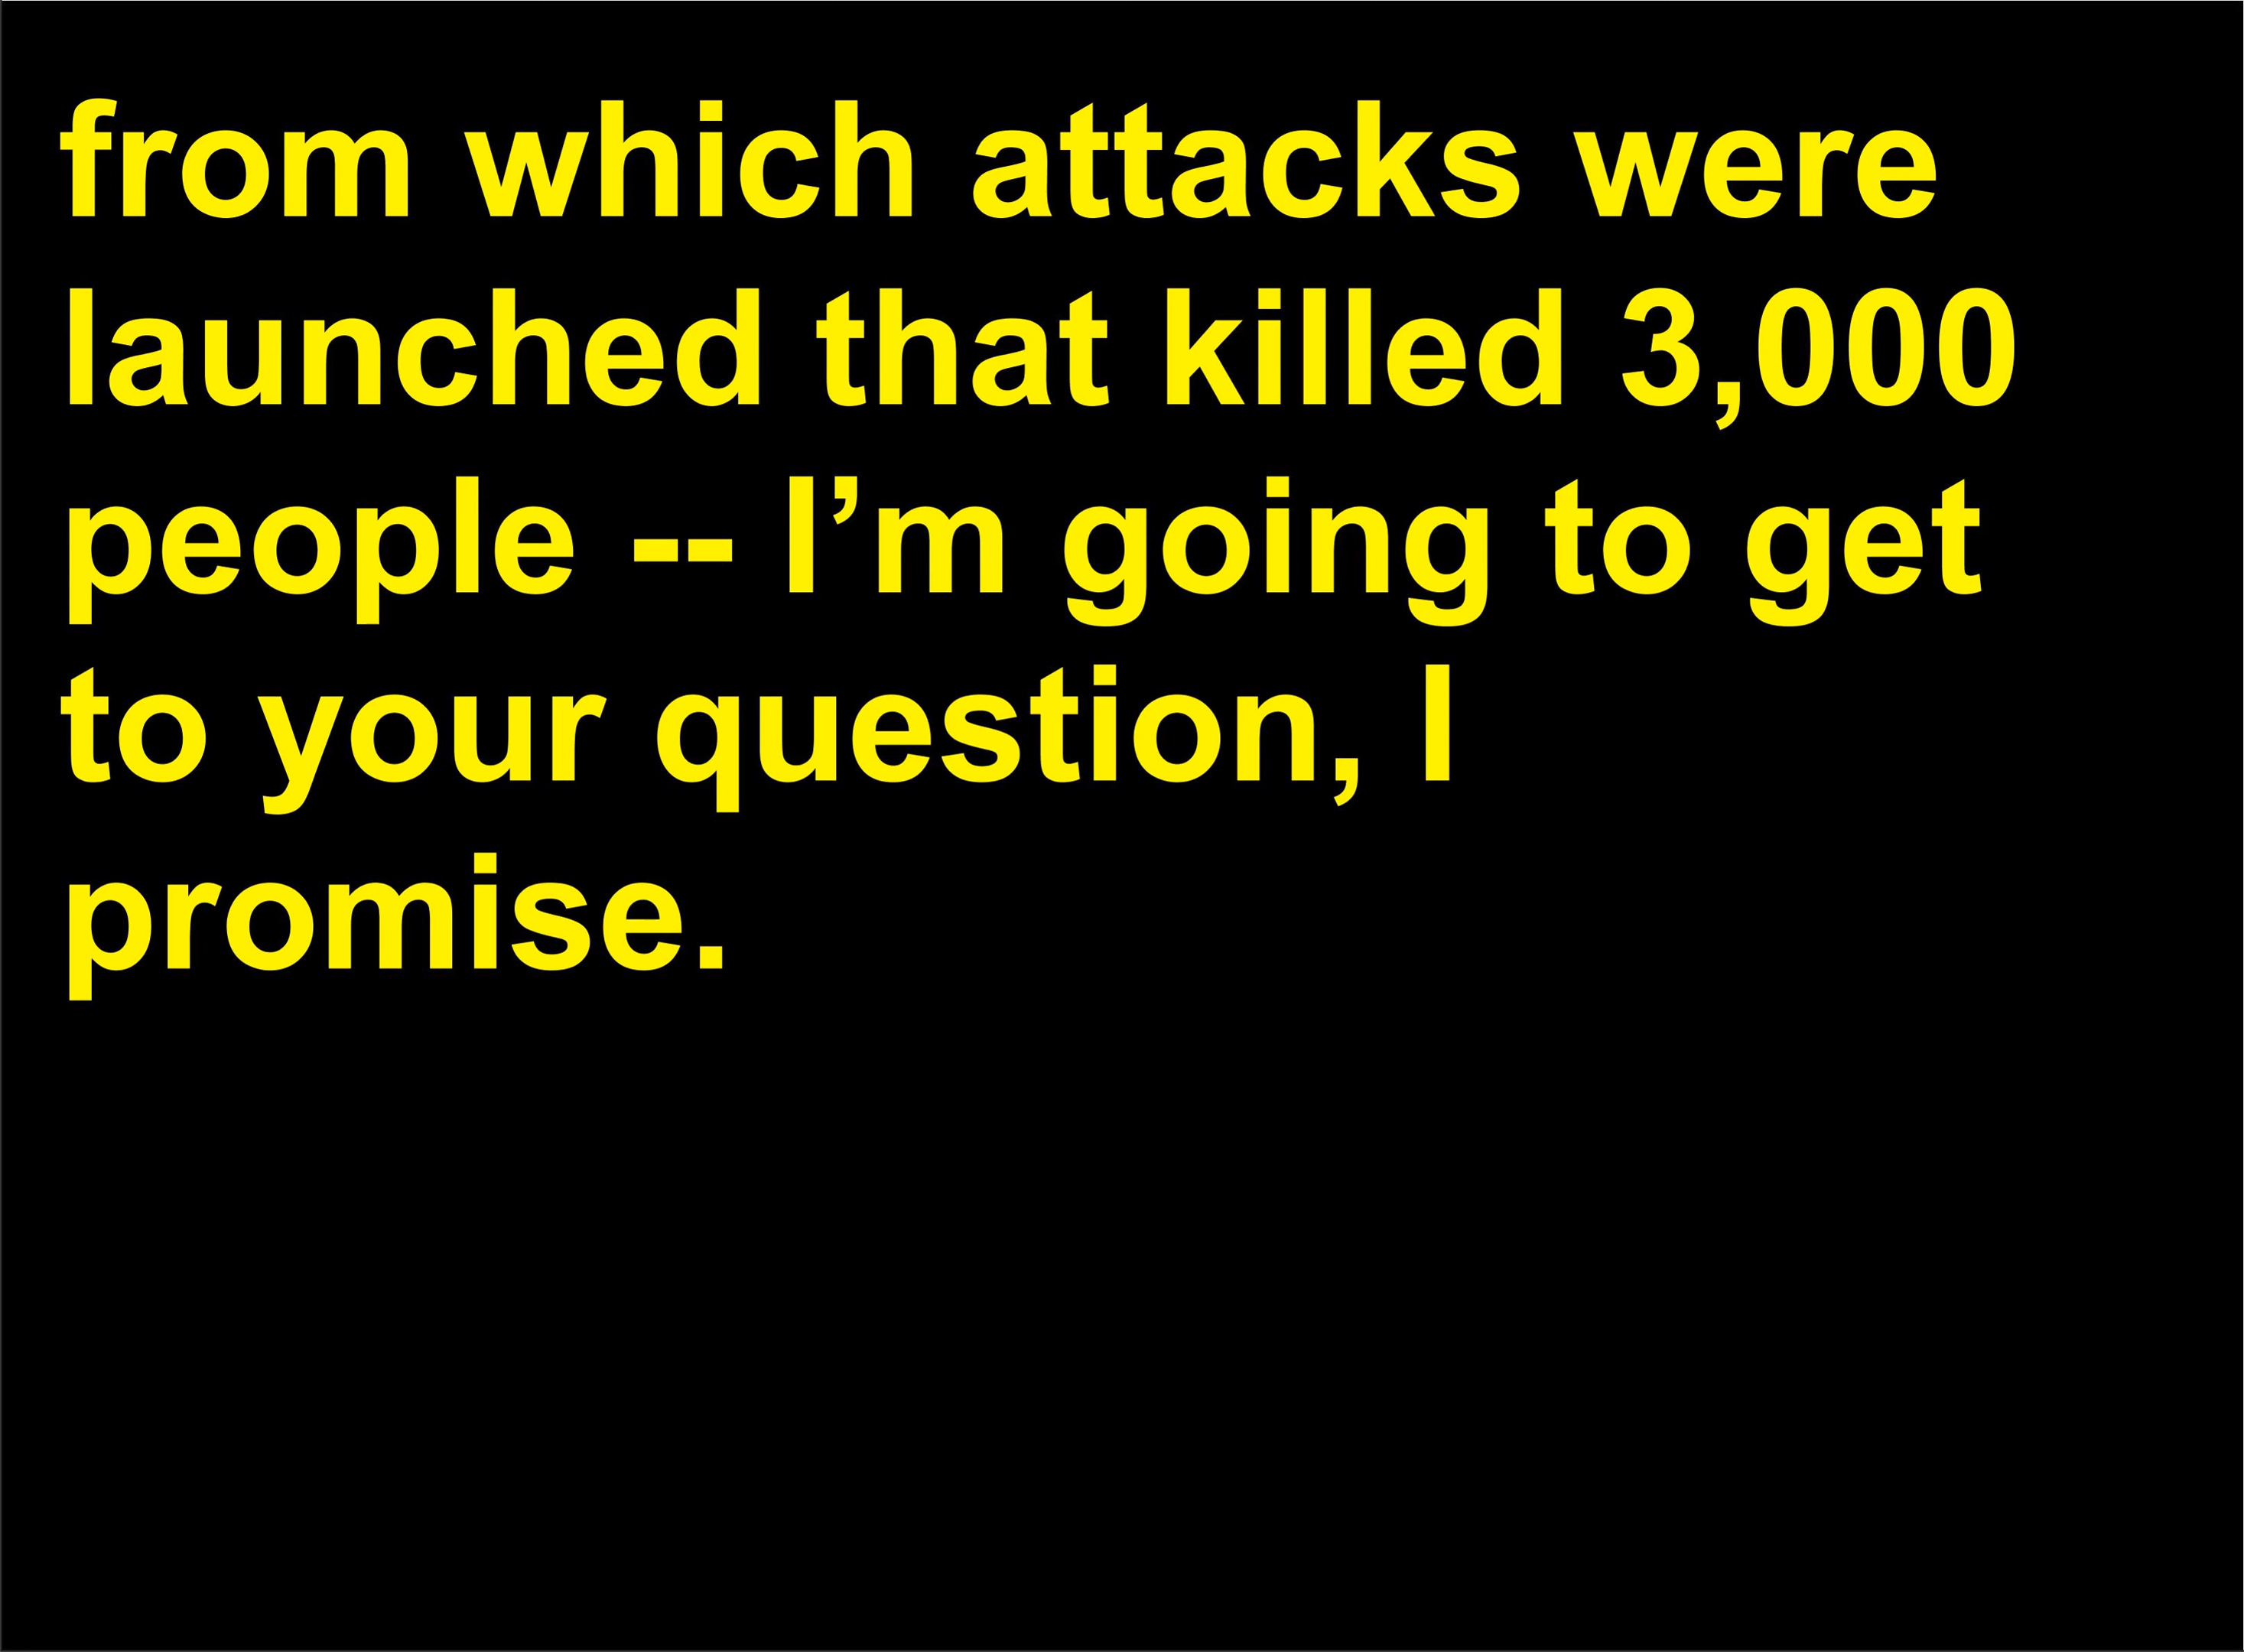 from which attacks were
launched that killed 3,000
people -- I’m going to get
to your question, I
promise.